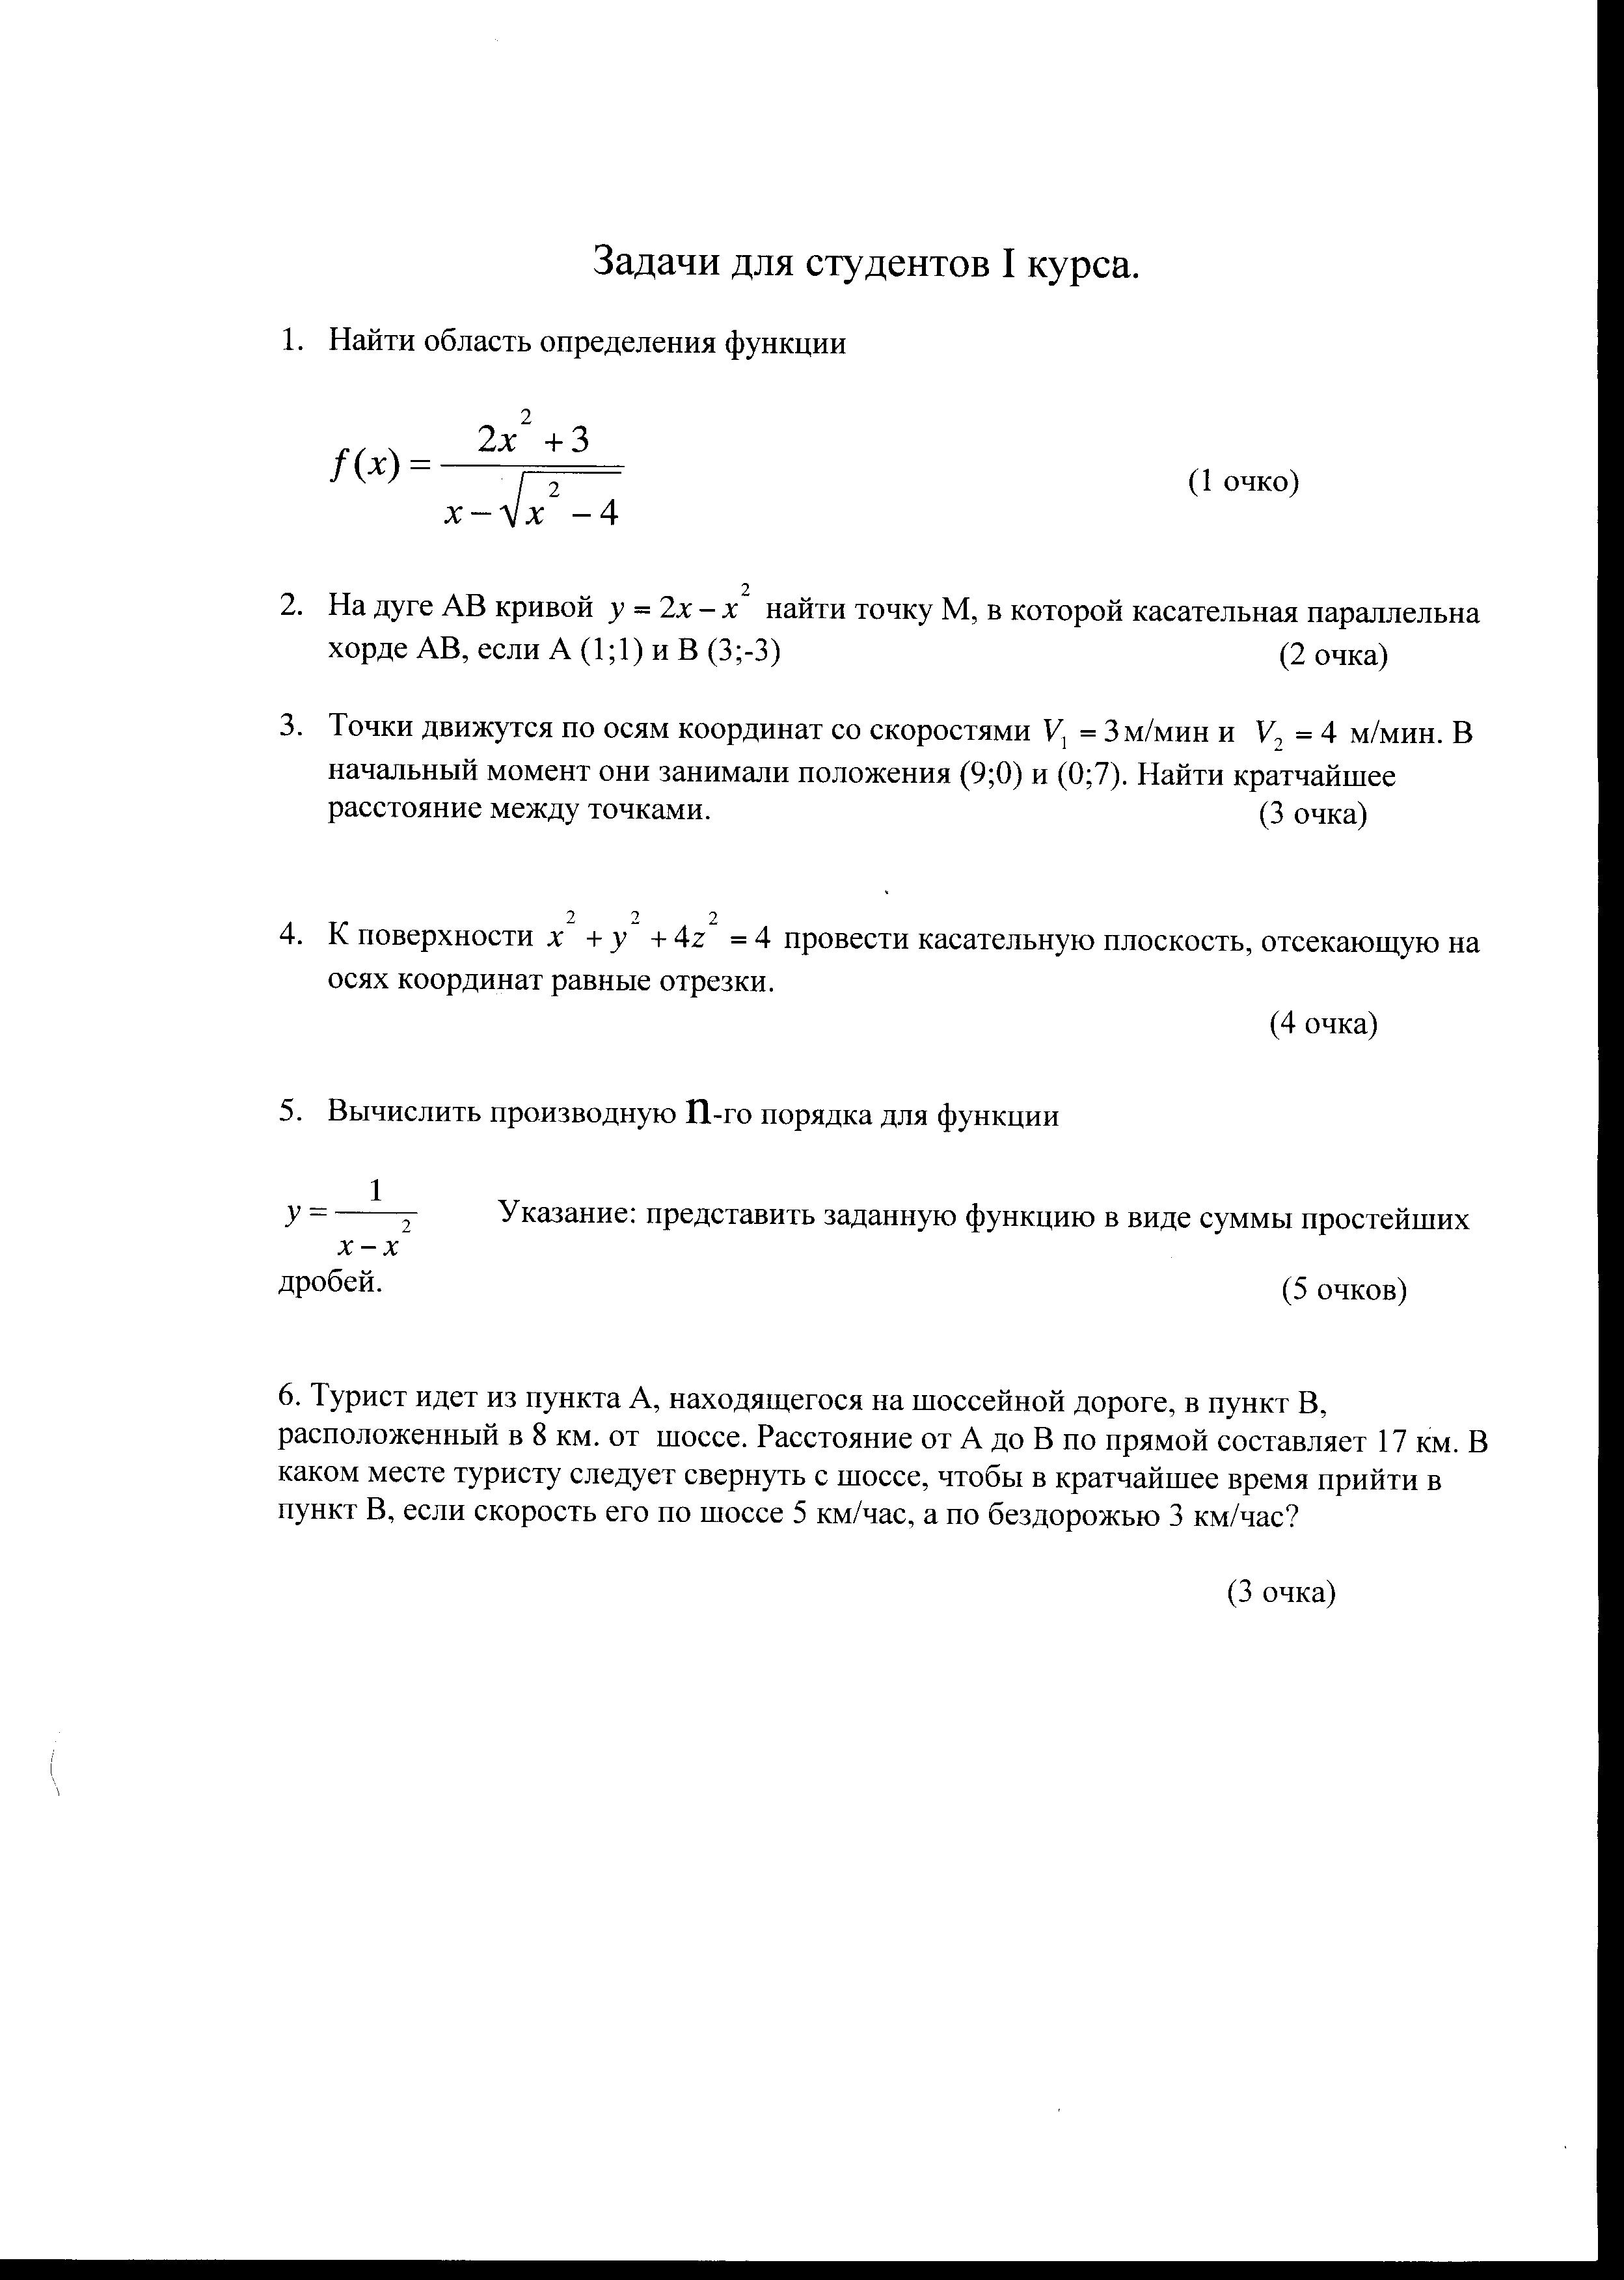 Задачи для студентов I курса.
1. Найти область определения функции
f(x) = \frac{2x^2+3}{x-\sqrt{x^2-4}} (1 очко)
2. На дуге АВ кривой y = 2x – x^2 найти точку М, в которой касательная параллельна
хорде АВ, если А (1;1) и В (3;-3) (2 очка)
3. Точки движутся по осям координат со скоростями V_1 = 3 м/мин и V_2 = 4 м/мин. В
начальный момент они занимали положения (9;0) и (0;7). Найти кратчайшее
расстояние между точками. (3 очка)
4. К поверхности x^2 + y^2 + 4z^2 = 4 провести касательную плоскость, отсекающую на
осях координат равные отрезки.
(4 очка)
5. Вычислить производную n-го порядка для функции
y = \frac{1}{x-x^2} Указание: представить заданную функцию в виде суммы простейших
дробей. (5 очков)
6. Турист идет из пункта А, находящегося на шоссейной дороге, в пункт В,
расположенный в 8 км. от шоссе. Расстояние от А до В по прямой составляет 17 км. В
каком месте туристу следует свернуть с шоссе, чтобы в кратчайшее время прийти в
пункт В, если скорость его по шоссе 5 км/час, а по бездорожью 3 км/час?
(3 очка)